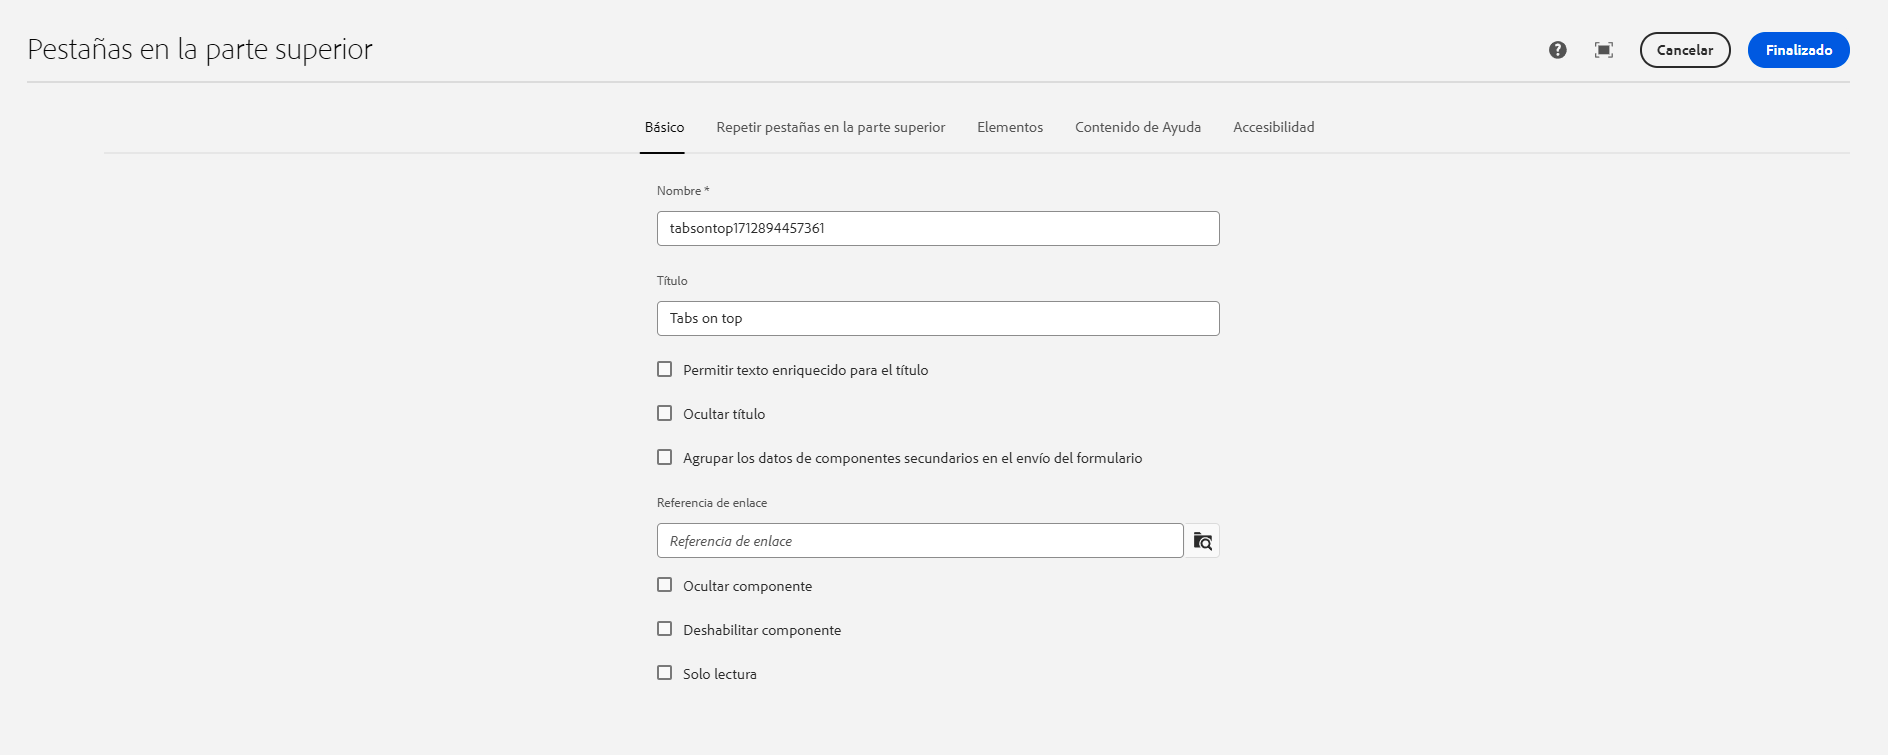 Pestañas en la parte superior
Cancelar
Finalizado
Básico
Repetir pestañas en la parte superior
Elementos
Contenido de Ayuda
Accesibilidad
Nombre *
tabsontop1712894457361
Título
Tabs on top
Permitir texto enriquecido para el título
Ocultar título
Agrupar los datos de componentes secundarios en el envío del formulario
Referencia de enlace
Referencia de enlace
Ocultar componente
Deshabilitar componente
Solo lectura